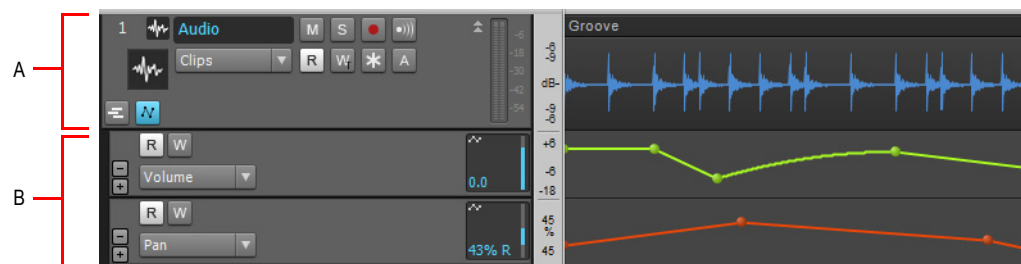 A
1 Audio M S
Clips R W * A
-6
-18
-30
-42
-54
-6
-9
dB-
-9
-6
Groove
B
R W
Volume 0.0
+6
-6
-18
R W
Pan 43% R
45
%
45